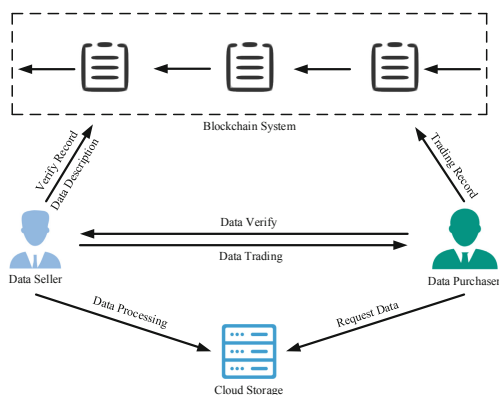 Blockchain System
Verify Record
Data Description
Trading Record
Data Verify
Data Trading
Data Seller
Data Purchaser
Data Processing
Request Data
Cloud Storage